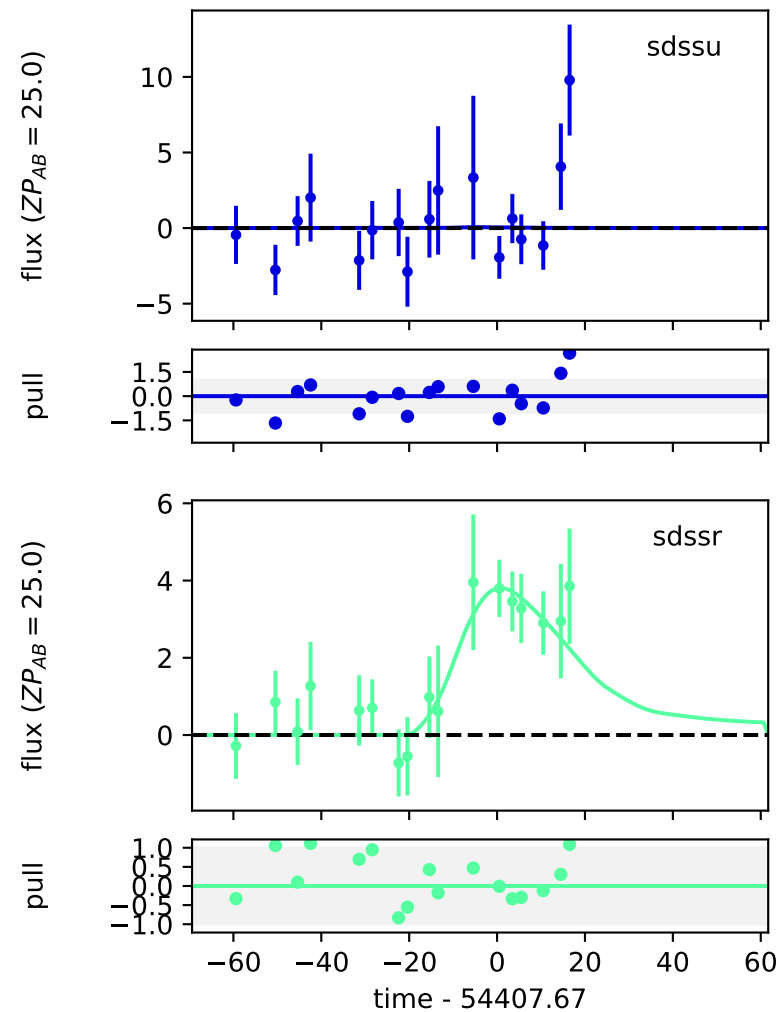 sdssu
flux (ZP_AB = 25.0)
10
5
0
−5
pull
1.5
0.0
−1.5
sdssr
flux (ZP_AB = 25.0)
6
4
2
0
pull
1.0
0.5
0.0
−0.5
−1.0
−60 −40 −20 0 20 40 60
time - 54407.67